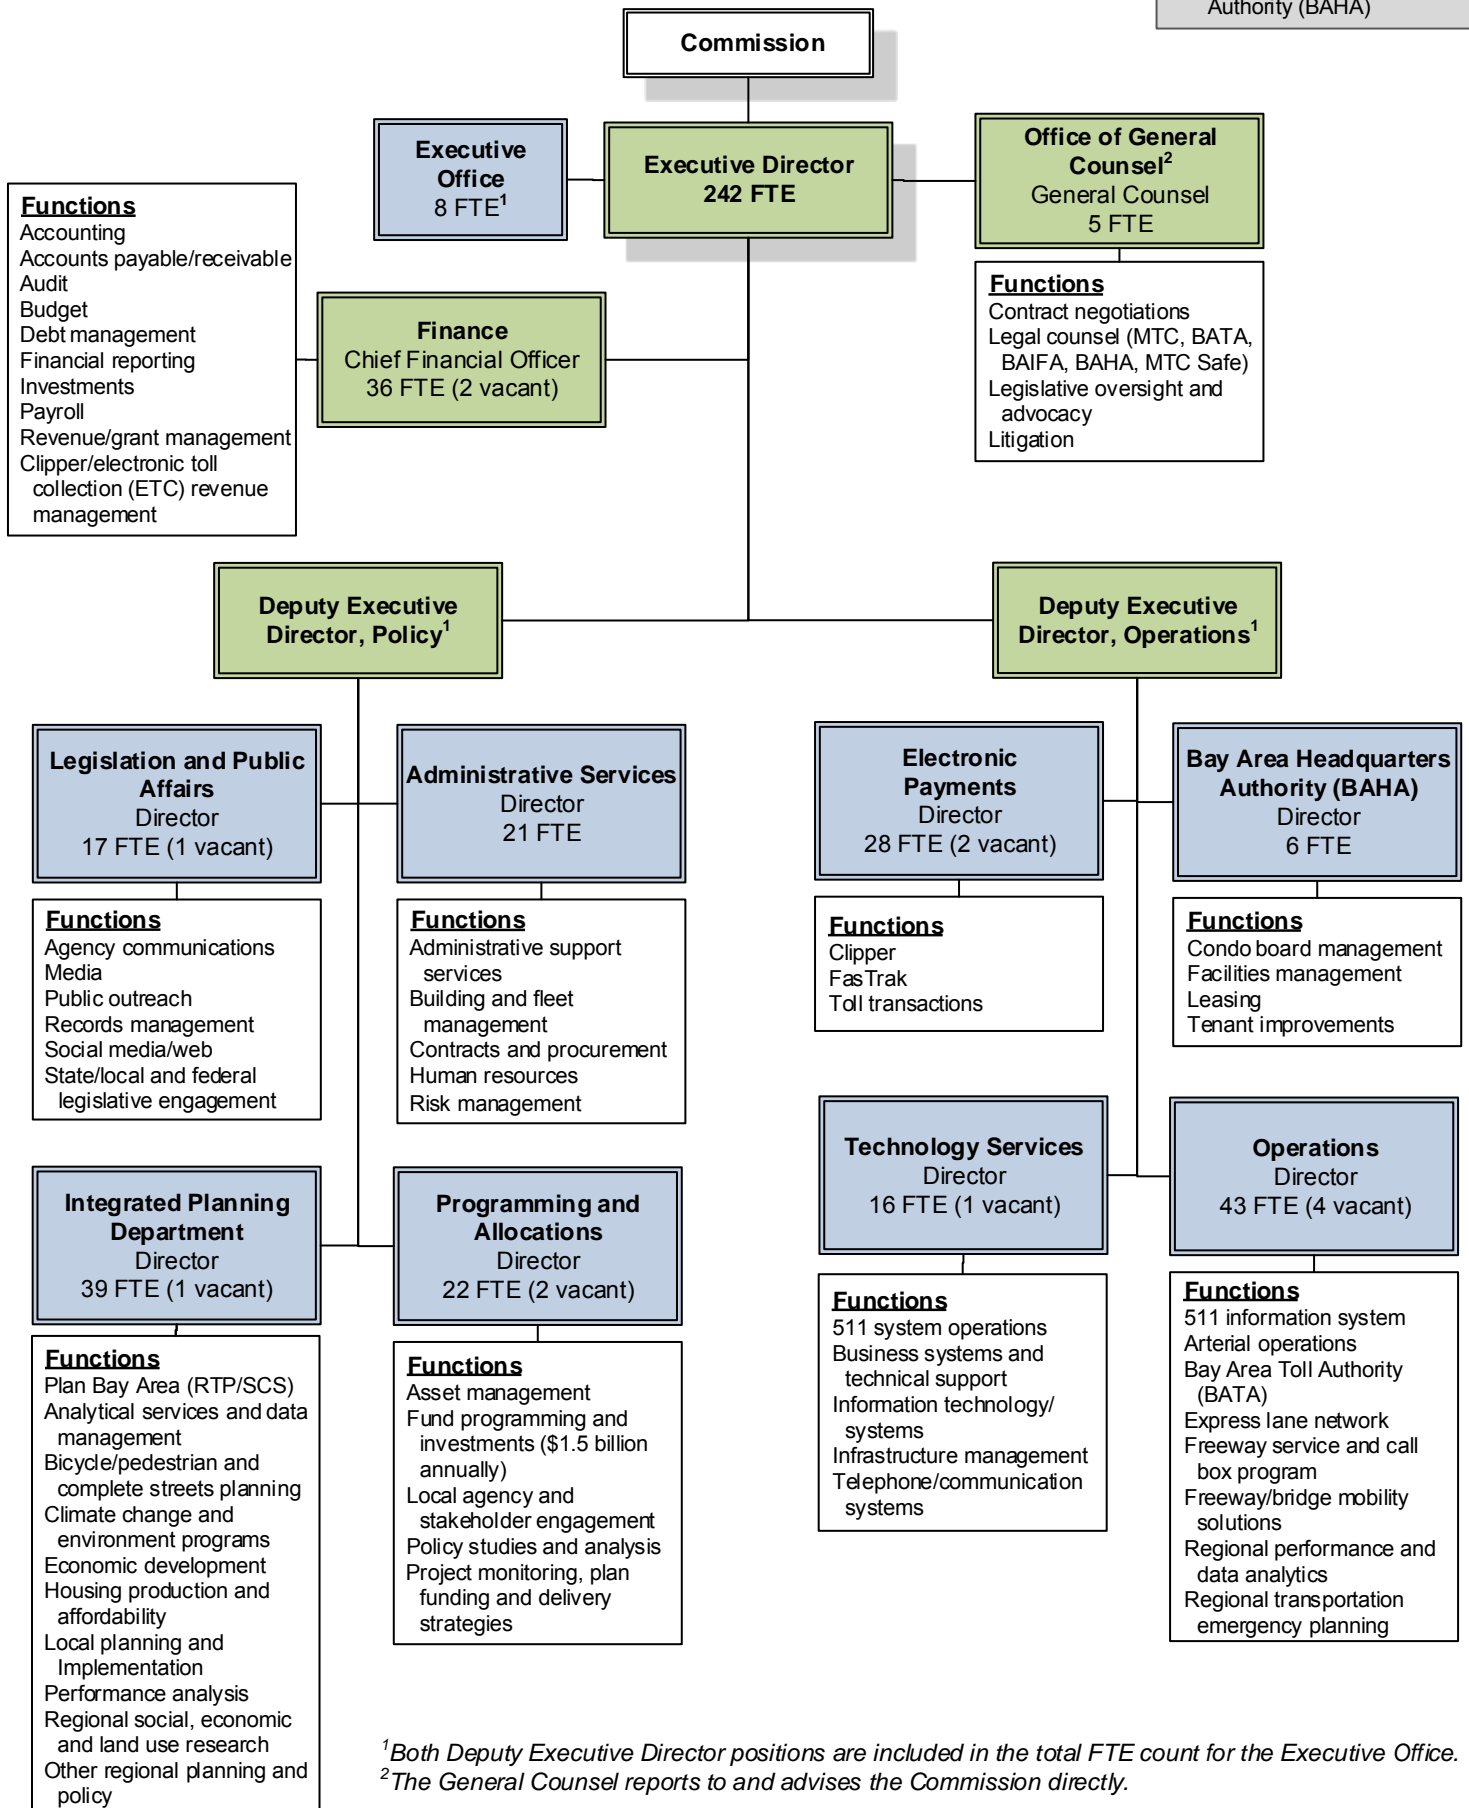 Authority (BAHA)
Commission
Executive
Office
8 FTE¹
Executive Director
242 FTE
Office of General
Counsel²
General Counsel
5 FTE
Functions
Accounting
Accounts payable/receivable
Audit
Budget
Debt management
Financial reporting
Investments
Payroll
Revenue/grant management
Clipper/electronic toll
collection (ETC) revenue
management
Finance
Chief Financial Officer
36 FTE (2 vacant)
Functions
Contract negotiations
Legal counsel (MTC, BATA,
BAIFA, BAHA, MTC Safe)
Legislative oversight and
advocacy
Litigation
Deputy Executive
Director, Policy¹
Deputy Executive
Director, Operations¹
Legislation and Public
Affairs
Director
17 FTE (1 vacant)
Administrative Services
Director
21 FTE
Electronic
Payments
Director
28 FTE (2 vacant)
Bay Area Headquarters
Authority (BAHA)
Director
6 FTE
Functions
Agency communications
Media
Public outreach
Records management
Social media/web
State/local and federal
legislative engagement
Functions
Administrative support
services
Building and fleet
management
Contracts and procurement
Human resources
Risk management
Functions
Clipper
FasTrak
Toll transactions
Functions
Condo board management
Facilities management
Leasing
Tenant improvements
Integrated Planning
Department
Director
39 FTE (1 vacant)
Programming and
Allocations
Director
22 FTE (2 vacant)
Technology Services
Director
16 FTE (1 vacant)
Operations
Director
43 FTE (4 vacant)
Functions
Plan Bay Area (RTP/SCS)
Analytical services and data
management
Bicycle/pedestrian and
complete streets planning
Climate change and
environment programs
Economic development
Housing production and
affordability
Local planning and
Implementation
Performance analysis
Regional social, economic
and land use research
Other regional planning and
policy
Functions
Asset management
Fund programming and
investments ($1.5 billion
annually)
Local agency and
stakeholder engagement
Policy studies and analysis
Project monitoring, plan
funding and delivery
strategies
Functions
511 system operations
Business systems and
technical support
Information technology/
systems
Infrastructure management
Telephone/communication
systems
Functions
511 information system
Arterial operations
Bay Area Toll Authority
(BATA)
Express lane network
Freeway service and call
box program
Freeway/bridge mobility
solutions
Regional performance and
data analytics
Regional transportation
emergency planning
¹Both Deputy Executive Director positions are included in the total FTE count for the Executive Office.
²The General Counsel reports to and advises the Commission directly.